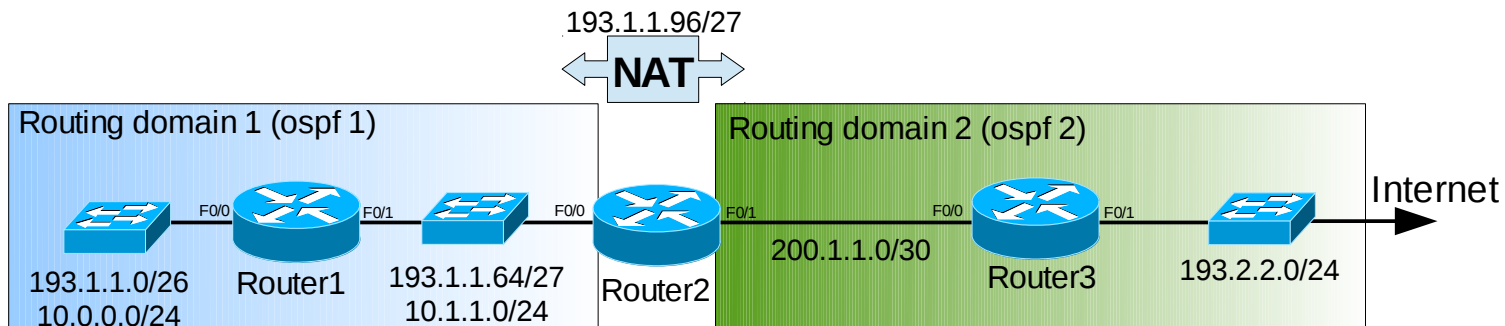 193.1.1.96/27
NAT
Routing domain 1 (ospf 1)
Routing domain 2 (ospf 2)
F0/0
F0/1
F0/0
F0/1
F0/0
F0/1
Internet
193.1.1.0/26
10.0.0.0/24
Router1
193.1.1.64/27
10.1.1.0/24
Router2
200.1.1.0/30
Router3
193.2.2.0/24